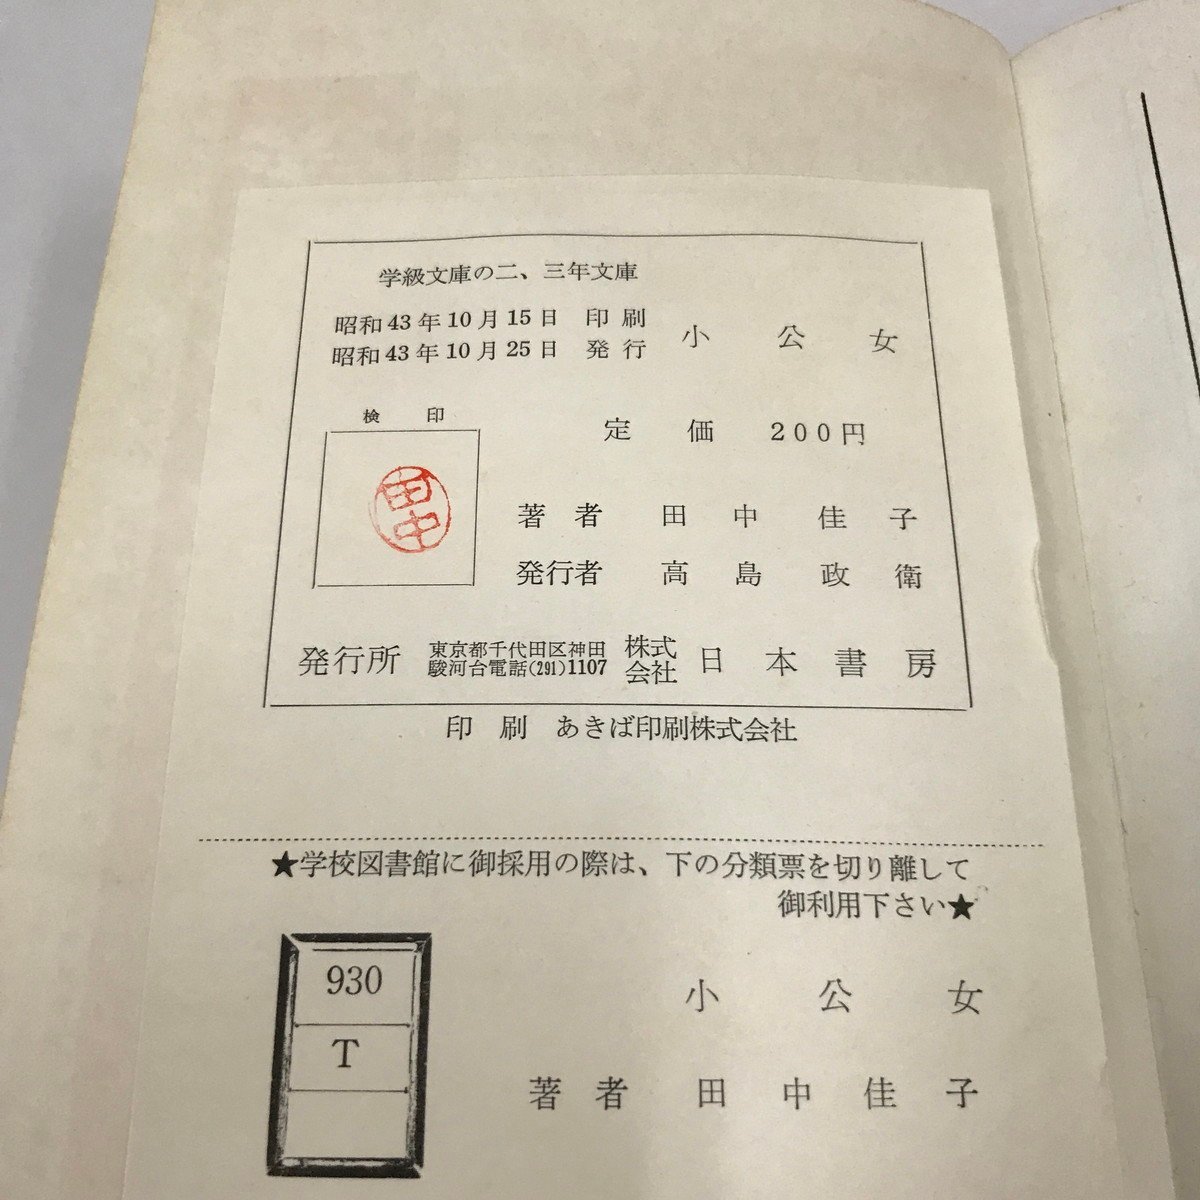 学級文庫の二、三年文庫
昭和43年10月15日 印刷
昭和43年10月25日 発行
小公女
検印
田中
定価 200円
著者 田中佳子
発行者 高島政衛
発行所 東京都千代田区神田駿河台電話(291)1107 株式会社 日本書房
印刷 あきば印刷株式会社
★学校図書館に御採用の際は、下の分類票を切り離して
御利用下さい★
930
T
小公女
著者 田中佳子